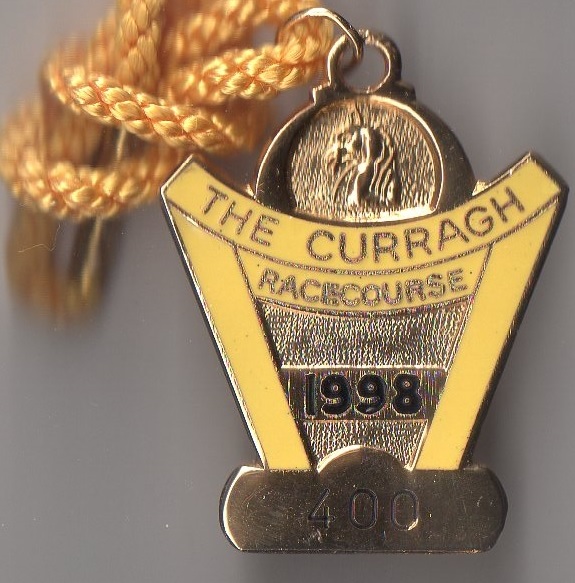 THE CURRAGH
RACECOURSE
1998
400